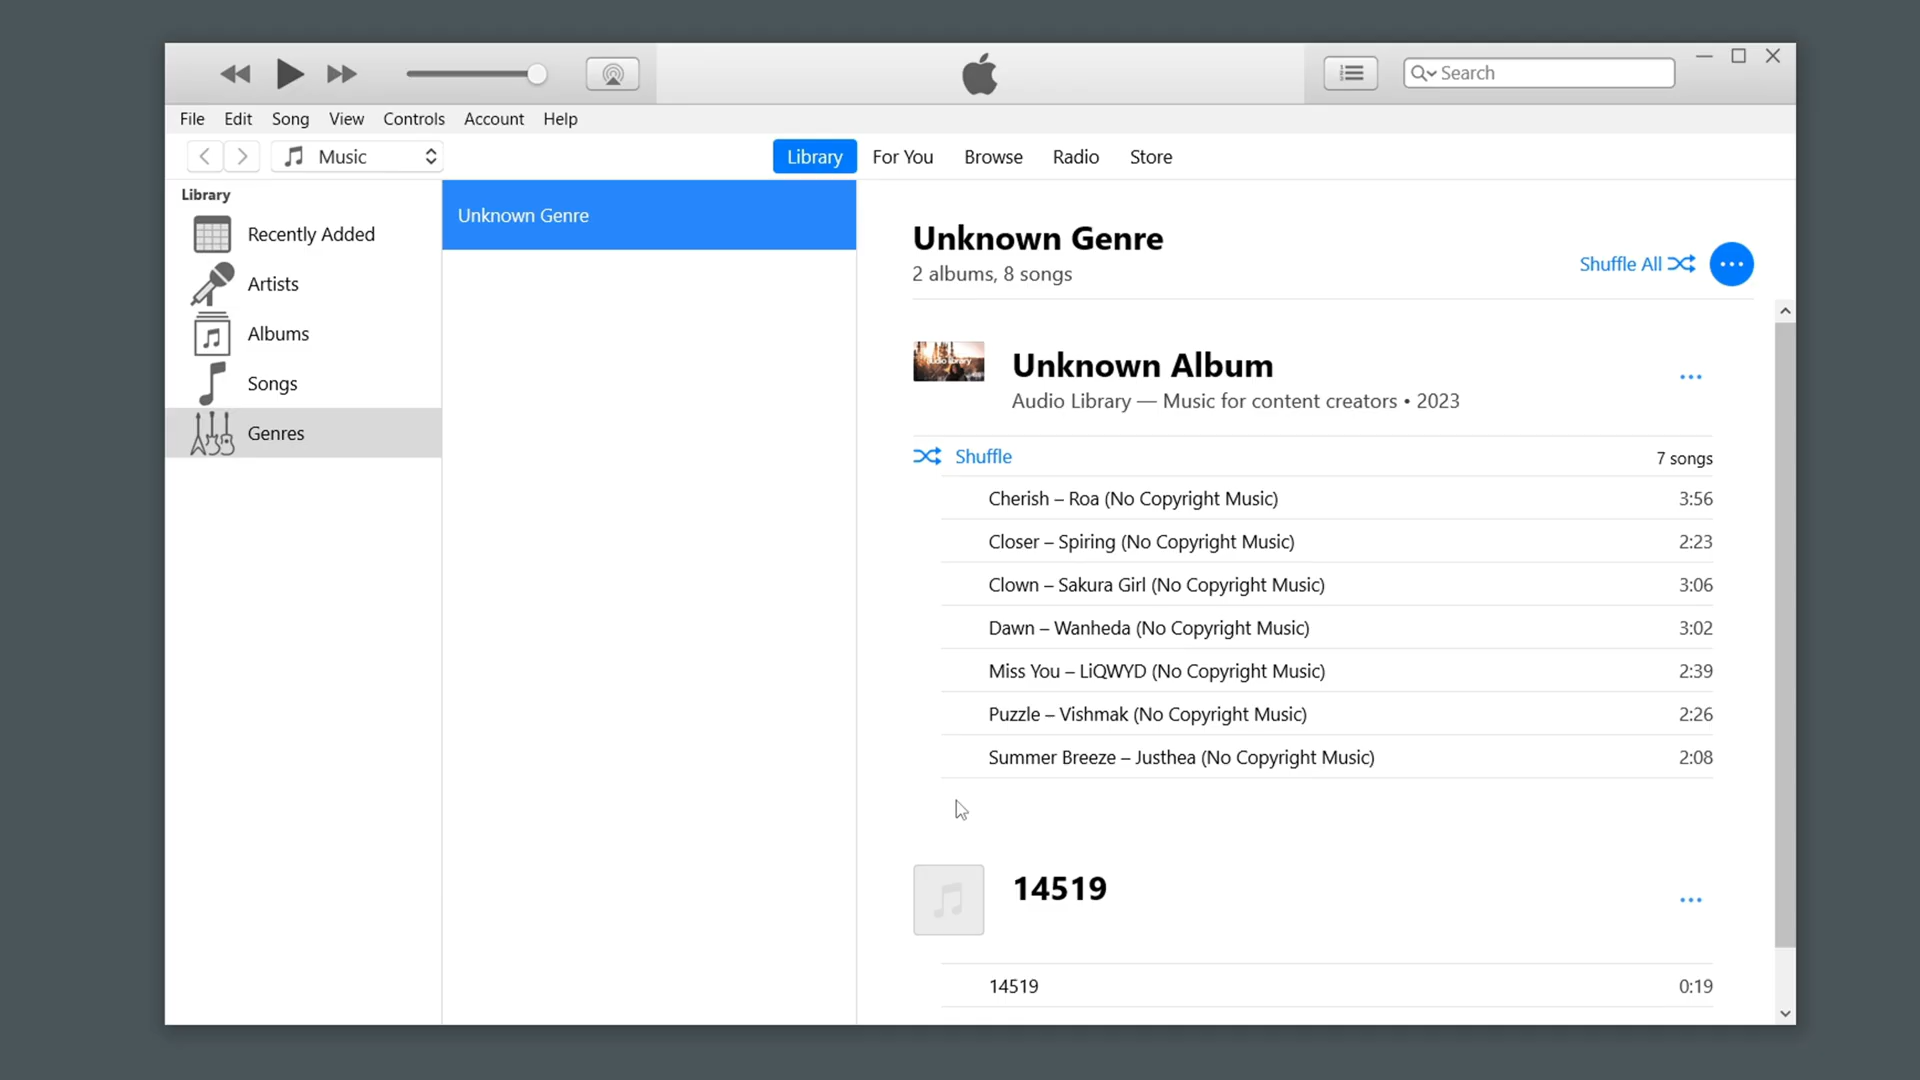 Search
File Edit Song View Controls Account Help
Music Library For You Browse Radio Store
Library
Recently Added
Artists
Albums
Songs
Genres
Unknown Genre
Unknown Genre
2 albums, 8 songs
Shuffle All
Unknown Album
Audio Library — Music for content creators • 2023
Shuffle 7 songs
Cherish – Roa (No Copyright Music) 3:56
Closer – Spiring (No Copyright Music) 2:23
Clown – Sakura Girl (No Copyright Music) 3:06
Dawn – Wanheda (No Copyright Music) 3:02
Miss You – LiQWYD (No Copyright Music) 2:39
Puzzle – Vishmak (No Copyright Music) 2:26
Summer Breeze – Justhea (No Copyright Music) 2:08
14519
14519 0:19